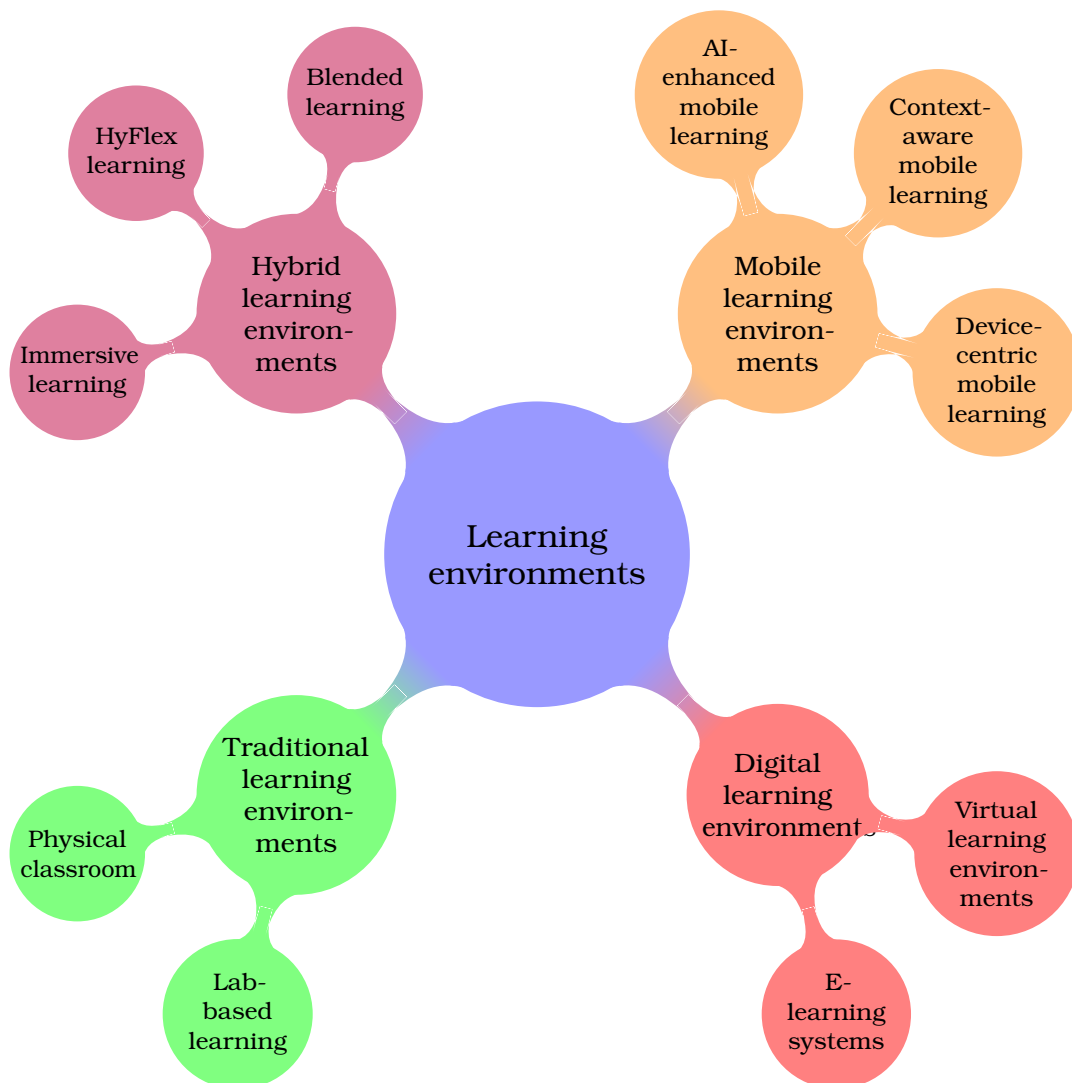 Blended
learning
HyFlex
learning
Immersive
learning
Hybrid
learning
environ-
ments
AI-
enhanced
mobile
learning
Context-
aware
mobile
learning
Device-
centric
mobile
learning
Mobile
learning
environ-
ments
Learning
environments
Traditional
learning
environ-
ments
Physical
classroom
Lab-
based
learning
Digital
learning
environments
Virtual
learning
environ-
ments
E-
learning
systems